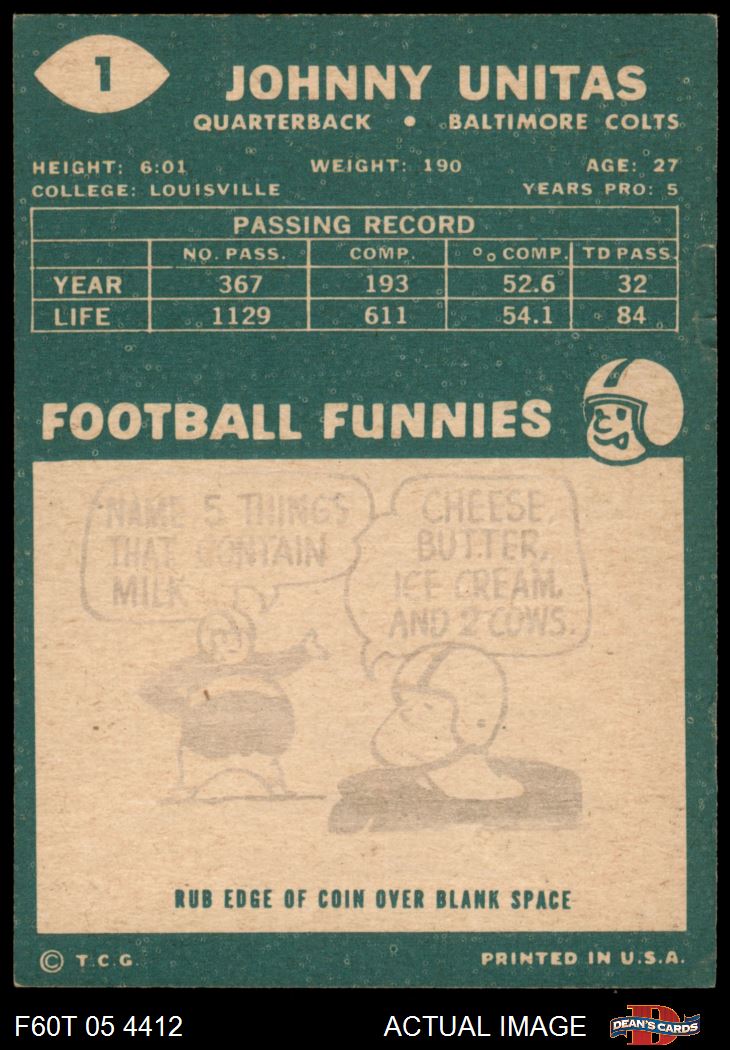 1
JOHNNY UNITAS
QUARTERBACK • BALTIMORE COLTS
HEIGHT: 6:01 WEIGHT: 190 AGE: 27
COLLEGE: LOUISVILLE YEARS PRO: 5
PASSING RECORD
NO. PASS. COMP. % COMP. TD PASS.
YEAR 367 193 52.6 32
LIFE 1129 611 54.1 84
FOOTBALL FUNNIES
NAME 5 THINGS
THAT CONTAIN
MILK
CHEESE,
BUTTER,
ICE CREAM,
AND 2 COWS.
RUB EDGE OF COIN OVER BLANK SPACE
© T.C.G. PRINTED IN U.S.A.
F60T 05 4412 ACTUAL IMAGE
D
DEAN'S CARDS